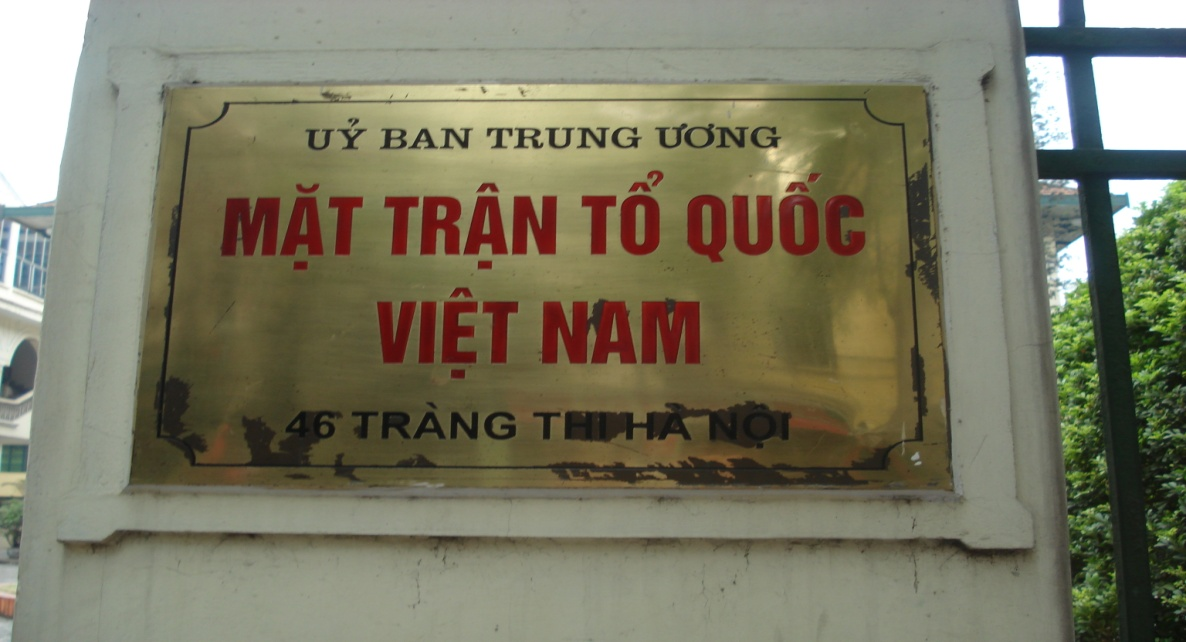 UỶ BAN TRUNG ƯƠNG
MẶT TRẬN TỔ QUỐC
VIỆT NAM
46 TRÀNG THI HÀ NỘI